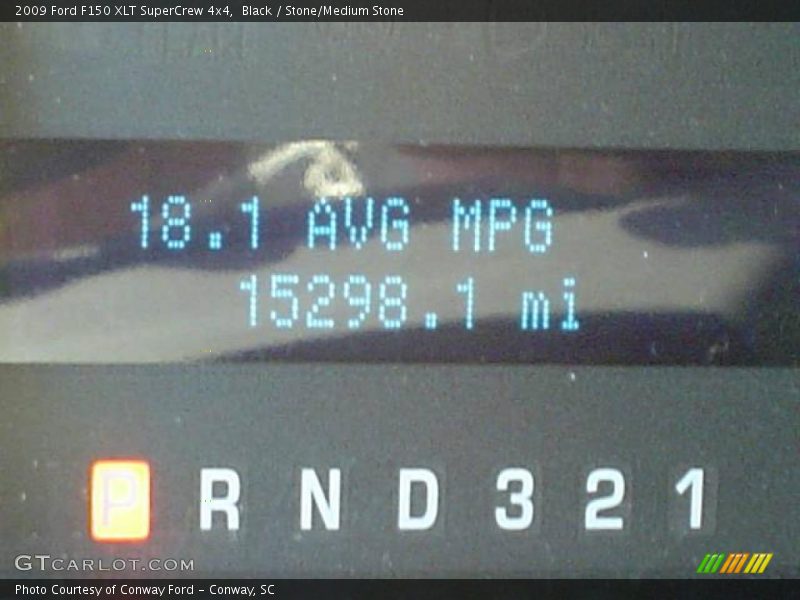 2009 Ford F150 XLT SuperCrew 4x4, Black / Stone/Medium Stone
18.1 AVG MPG
15298.1 mi
P R N D 3 2 1
GTCARLOT.COM
Photo Courtesy of Conway Ford - Conway, SC